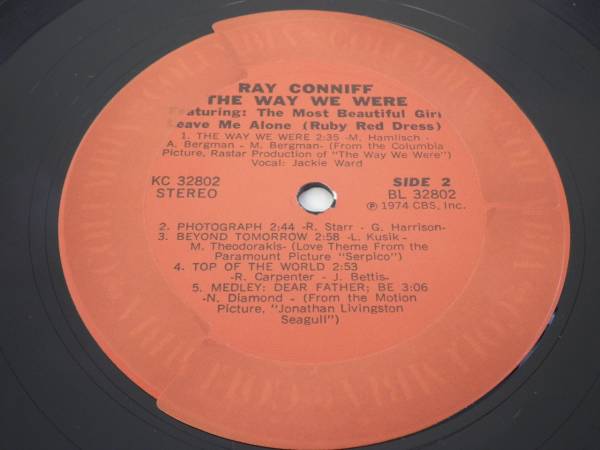 RAY CONNIFF
THE WAY WE WERE
Featuring: The Most Beautiful Girl
Leave Me Alone (Ruby Red Dress)
1. THE WAY WE WERE 2:35 -M. Hamlisch -
A. Bergman - M. Bergman- (From the Columbia
Picture, Rastar Production of "The Way We Were")
Vocal: Jackie Ward
KC 32802
STEREO
SIDE 2
BL 32802
℗ 1974 CBS, Inc.
2. PHOTOGRAPH 2:44 -R. Starr - G. Harrison-
3. BEYOND TOMORROW 2:58 -L. Kusik -
M. Theodorakis- (Love Theme From the
Paramount Picture "Serpico")
4. TOP OF THE WORLD 2:53
-R. Carpenter - J. Bettis-
5. MEDLEY: DEAR FATHER; BE 3:06
-N. Diamond - (From the Motion
Picture, "Jonathan Livingston
Seagull")